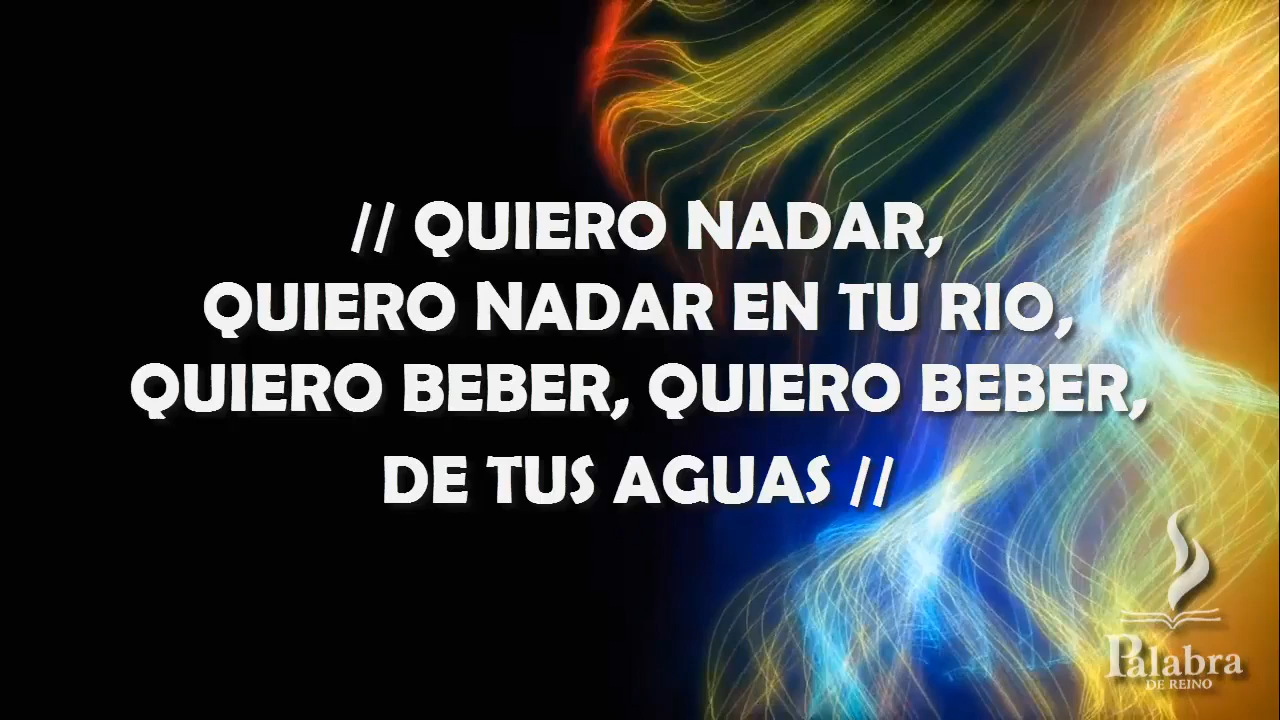 // QUIERO NADAR,
QUIERO NADAR EN TU RIO,
QUIERO BEBER, QUIERO BEBER,
DE TUS AGUAS //
Palabra
DE REINO